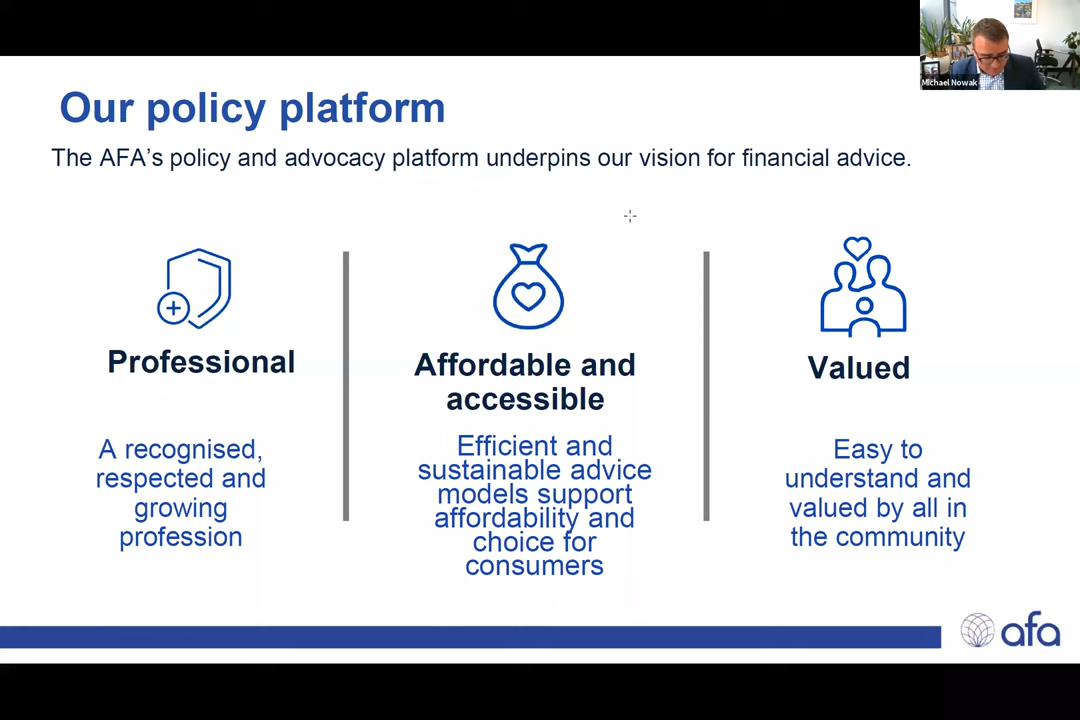 Michael Nowak
Our policy platform
The AFA’s policy and advocacy platform underpins our vision for financial advice.
Professional
A recognised,
respected and
growing
profession
Affordable and
accessible
Efficient and
sustainable advice
models support
affordability and
choice for
consumers
Valued
Easy to
understand and
valued by all in
the community
afa